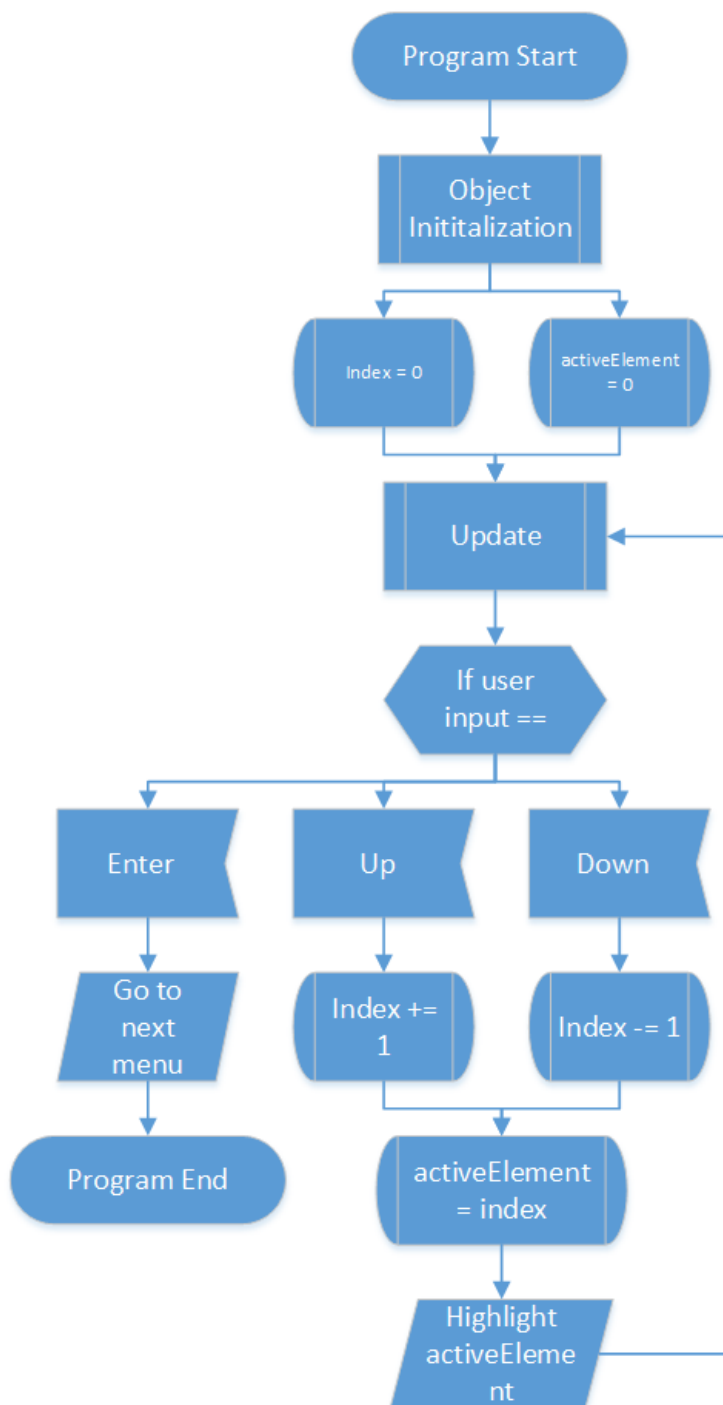 Program Start
Object
Inititalization
Index = 0
activeElement
= 0
Update
If user
input ==
Enter
Up
Down
Go to
next
menu
Index +=
1
Index -= 1
Program End
activeElement
= index
Highlight
activeEleme
nt